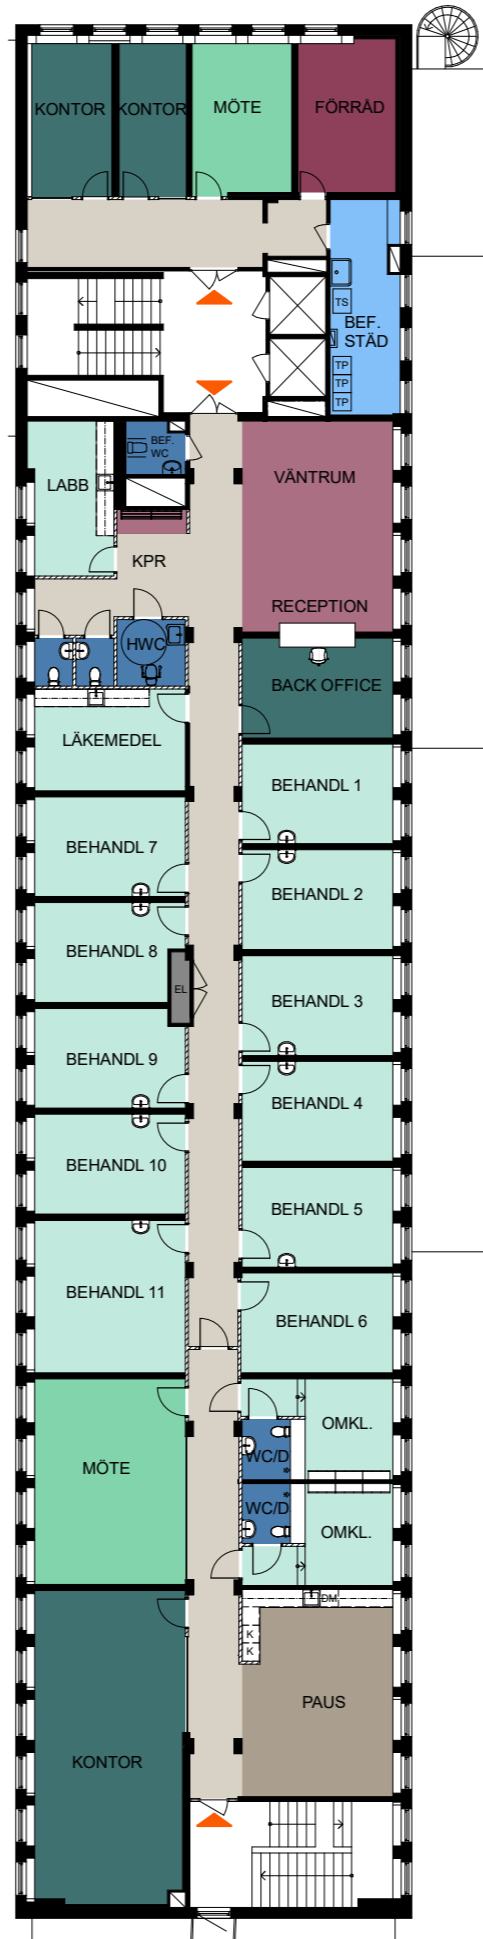 KONTOR
KONTOR
MÖTE
FÖRRÅD
TS
BEF.
STÄD
TP
TP
TP
BEF.
WC
LABB
VÄNTRUM
KPR
RECEPTION
HWC
BACK OFFICE
LÄKEMEDEL
BEHANDL 1
BEHANDL 7
BEHANDL 2
BEHANDL 8
EL
BEHANDL 3
BEHANDL 9
BEHANDL 4
BEHANDL 10
BEHANDL 5
BEHANDL 11
BEHANDL 6
OMKL.
WC/D
MÖTE
WC/D
OMKL.
DM
K
K
PAUS
KONTOR